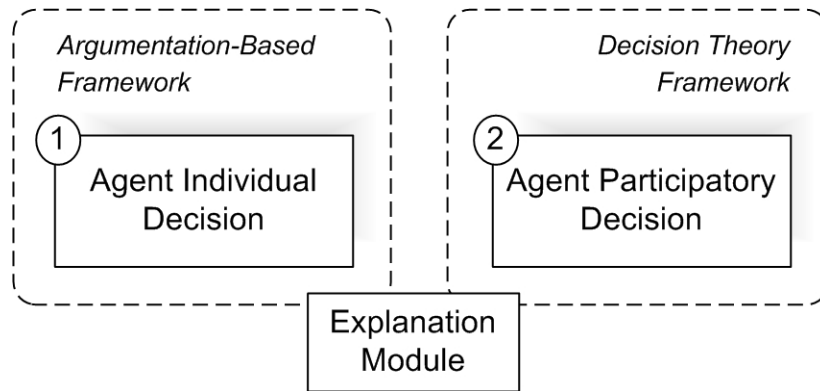 Argumentation-Based
Framework
1
Agent Individual
Decision
Decision Theory
Framework
2
Agent Participatory
Decision
Explanation
Module